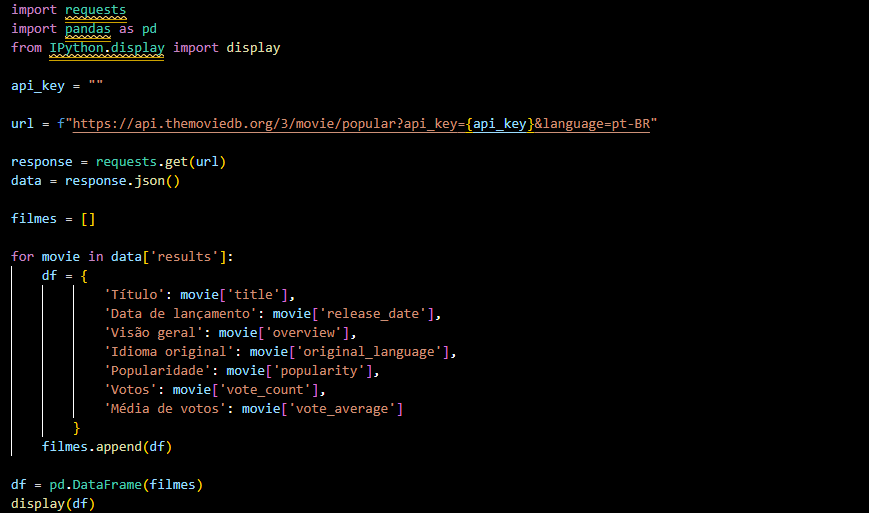 import requests
import pandas as pd
from IPython.display import display
api_key = ""
url = f"https://api.themoviedb.org/3/movie/popular?api_key={api_key}&language=pt-BR"
response = requests.get(url)
data = response.json()
filmes = []
for movie in data['results']:
    df = {
            'Título': movie['title'],
            'Data de lançamento': movie['release_date'],
            'Visão geral': movie['overview'],
            'Idioma original': movie['original_language'],
            'Popularidade': movie['popularity'],
            'Votos': movie['vote_count'],
            'Média de votos': movie['vote_average']
        }
    filmes.append(df)
df = pd.DataFrame(filmes)
display(df)